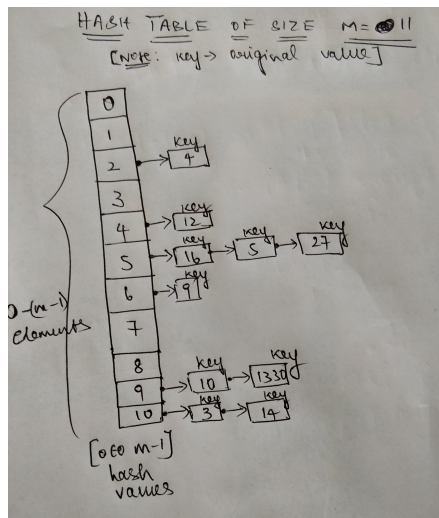 HASH TABLE OF SIZE M= 11
[Note: key → original value]
0
1
key
2 4
3
key
4 12
key key
5 16 5 27
key
6 9
7
0-(m-1)
elements
8
key key
9 10 1330
key key
10 3 14
[0 to m-1]
hash
values